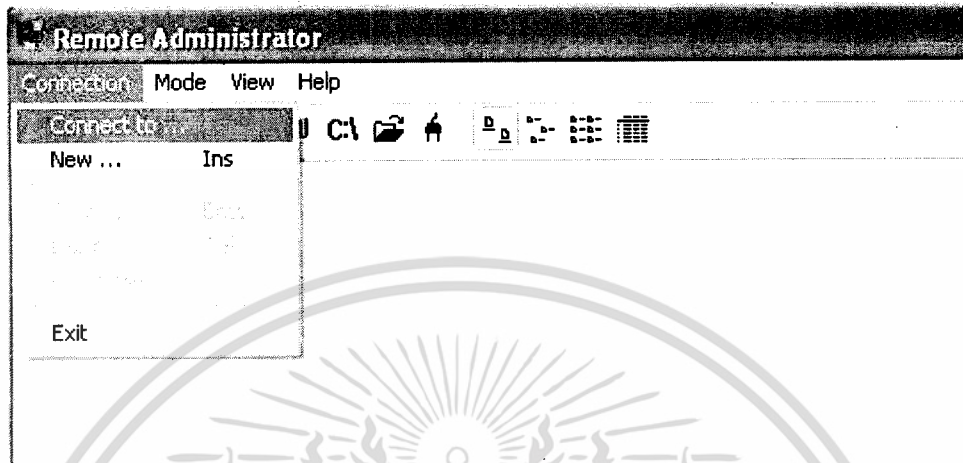 Remote Administrator
Connection Mode View Help
C:\
Connect to ...
New ... Ins
Exit